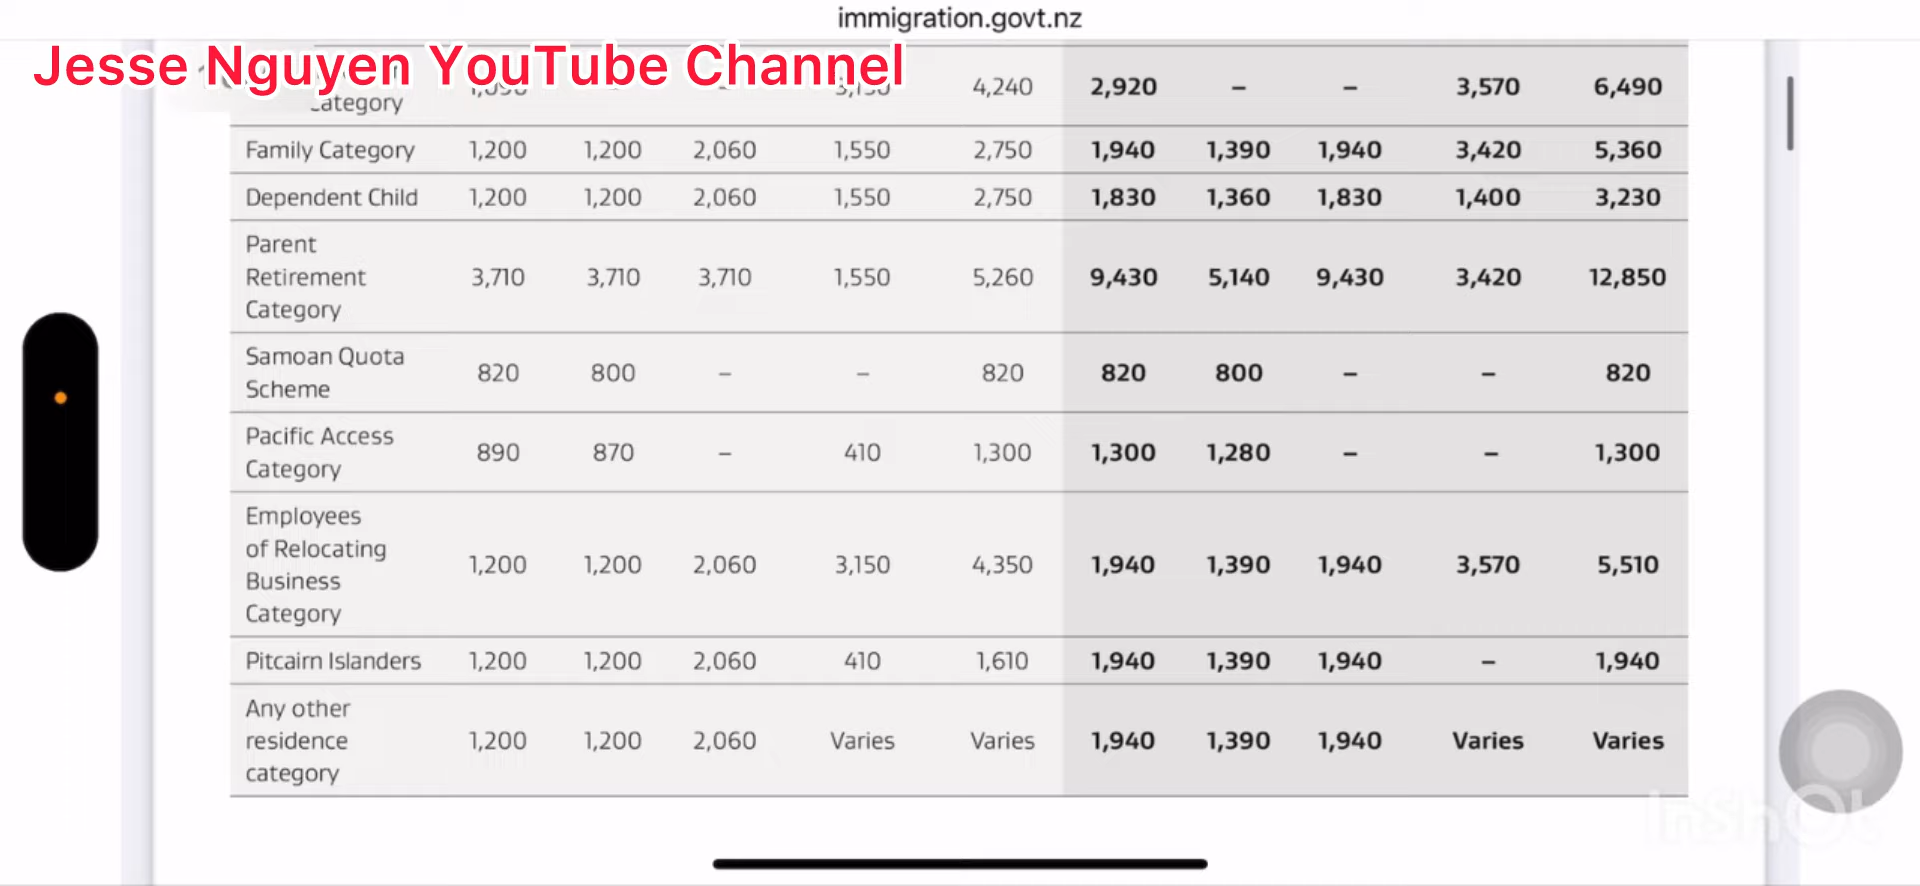 immigration.govt.nz
Jesse Nguyen YouTube Channel
Category 4,240 2,920 – – 3,570 6,490
Family Category 1,200 1,200 2,060 1,550 2,750 1,940 1,390 1,940 3,420 5,360
Dependent Child 1,200 1,200 2,060 1,550 2,750 1,830 1,360 1,830 1,400 3,230
Parent
Retirement 3,710 3,710 3,710 1,550 5,260 9,430 5,140 9,430 3,420 12,850
Category
Samoan Quota
Scheme 820 800 – – 820 820 800 – – 820
Pacific Access
Category 890 870 – 410 1,300 1,300 1,280 – – 1,300
Employees
of Relocating
Business 1,200 1,200 2,060 3,150 4,350 1,940 1,390 1,940 3,570 5,510
Category
Pitcairn Islanders 1,200 1,200 2,060 410 1,610 1,940 1,390 1,940 – 1,940
Any other
residence 1,200 1,200 2,060 Varies Varies 1,940 1,390 1,940 Varies Varies
category
InShOt